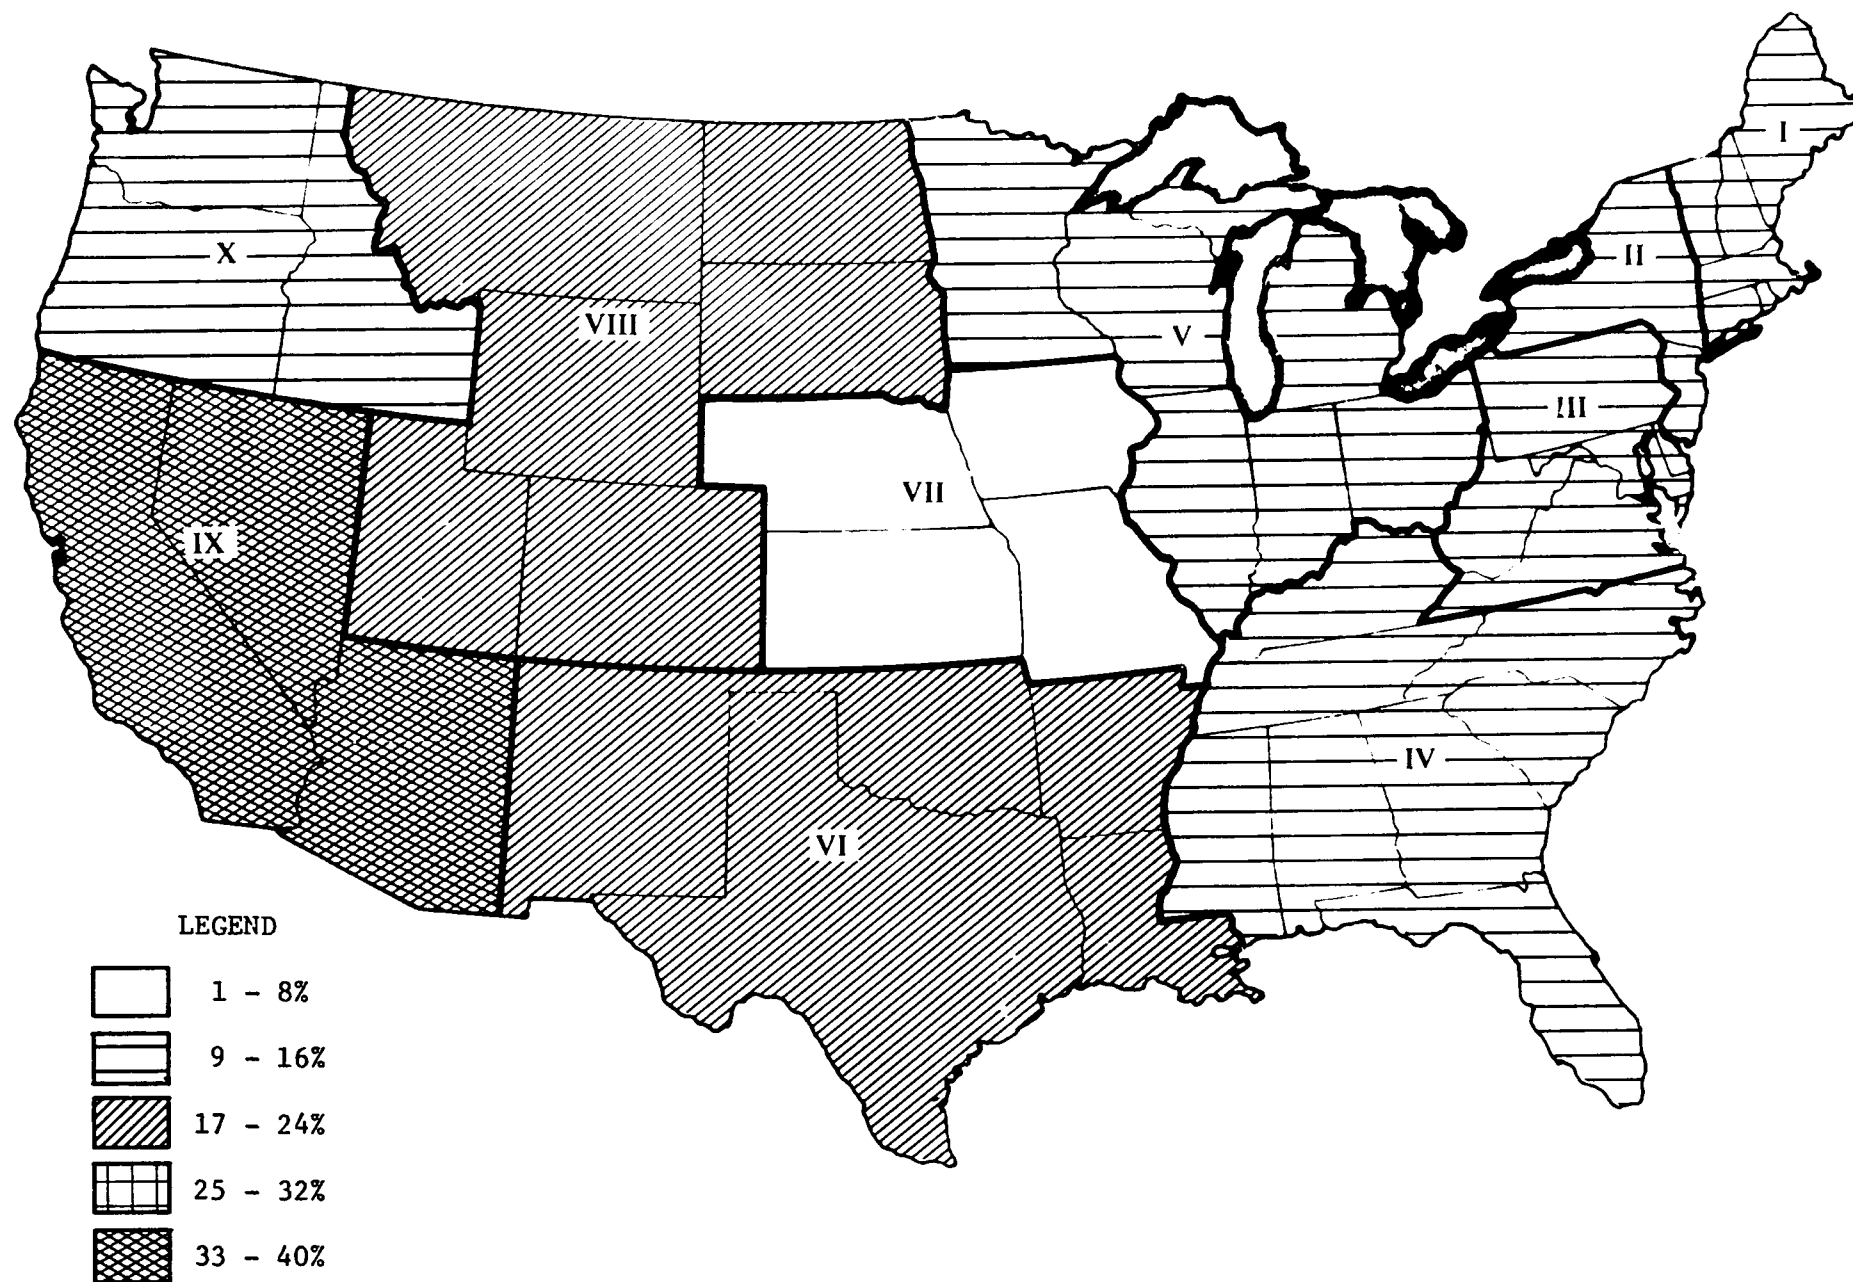 I
II
X
VIII
V
III
VII
IX
IV
VI
LEGEND
1 - 8%
9 - 16%
17 - 24%
25 - 32%
33 - 40%